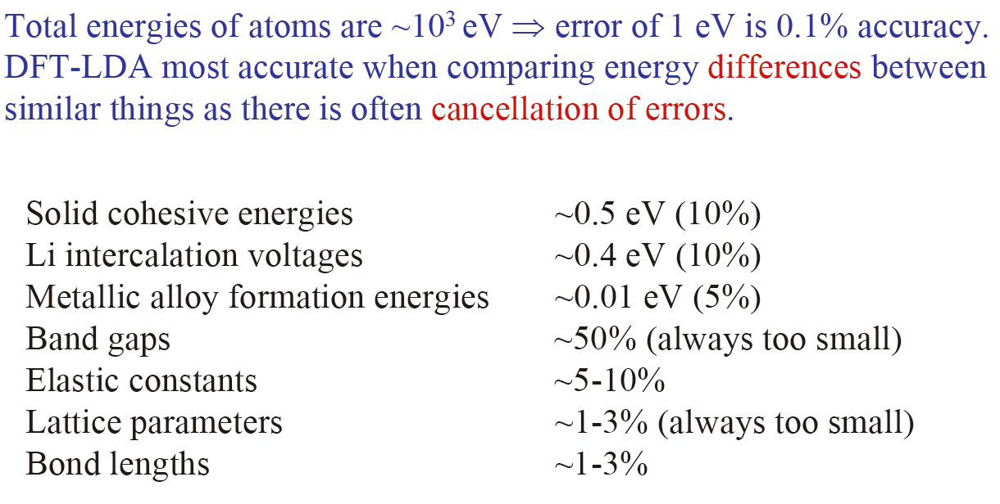 Total energies of atoms are ~10³ eV ⇒ error of 1 eV is 0.1% accuracy.
DFT-LDA most accurate when comparing energy differences between
similar things as there is often cancellation of errors.
Solid cohesive energies ~0.5 eV (10%)
Li intercalation voltages ~0.4 eV (10%)
Metallic alloy formation energies ~0.01 eV (5%)
Band gaps ~50% (always too small)
Elastic constants ~5-10%
Lattice parameters ~1-3% (always too small)
Bond lengths ~1-3%